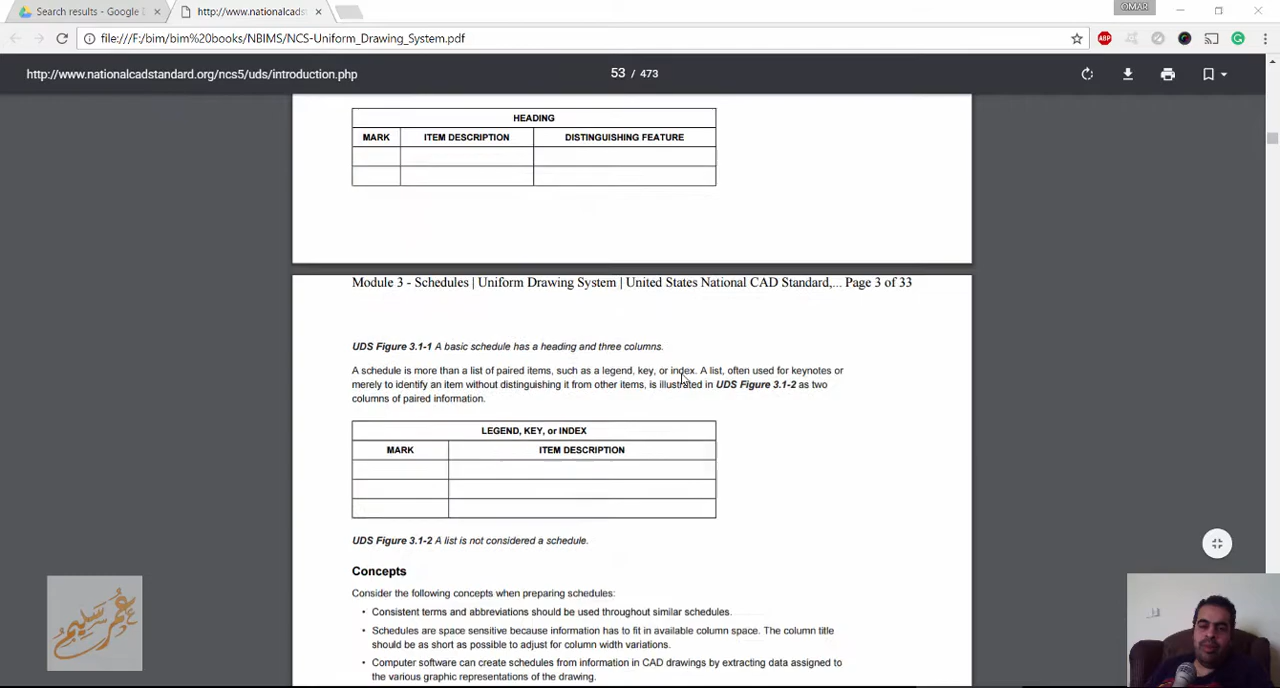 Search results - Google
http://www.nationalcads
OMAR
file:///F:/bim/bim%20books/NBIMS/NCS-Uniform_Drawing_System.pdf
ABP
http://www.nationalcadstandard.org/ncs5/uds/introduction.php
53 / 473
HEADING
MARK ITEM DESCRIPTION DISTINGUISHING FEATURE
Module 3 - Schedules | Uniform Drawing System | United States National CAD Standard,... Page 3 of 33
UDS Figure 3.1-1 A basic schedule has a heading and three columns.
A schedule is more than a list of paired items, such as a legend, key, or index. A list, often used for keynotes or
merely to identify an item without distinguishing it from other items, is illustrated in UDS Figure 3.1-2 as two
columns of paired information.
LEGEND, KEY, or INDEX
MARK ITEM DESCRIPTION
UDS Figure 3.1-2 A list is not considered a schedule.
Concepts
Consider the following concepts when preparing schedules:
• Consistent terms and abbreviations should be used throughout similar schedules.
• Schedules are space sensitive because information has to fit in available column space. The column title
should be as short as possible to adjust for column width variations.
• Computer software can create schedules from information in CAD drawings by extracting data assigned to
the various graphic representations of the drawing.
عمر سليم